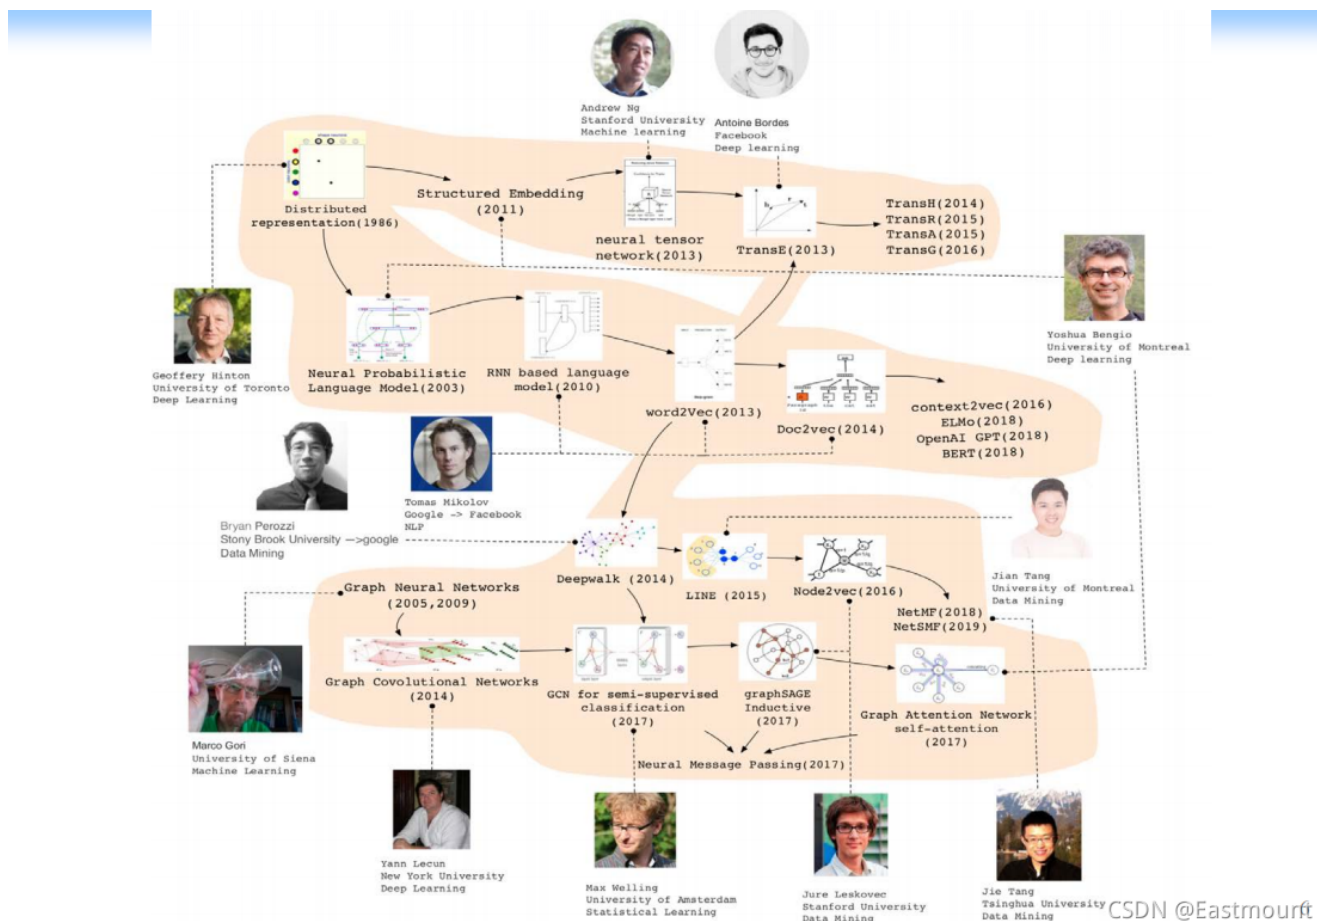 Andrew Ng
Stanford University
Machine learning
Antoine Bordes
Facebook
Deep learning
Distributed
representation(1986)
Structured Embedding
(2011)
neural tensor
network(2013)
TransE(2013)
TransH(2014)
TransR(2015)
TransA(2015)
TransG(2016)
Geoffery Hinton
University of Toronto
Deep Learning
Neural Probabilistic
Language Model(2003)
RNN based language
model(2010)
word2Vec(2013)
Doc2vec(2014)
context2vec(2016)
ELMo(2018)
OpenAI GPT(2018)
BERT(2018)
Yoshua Bengio
University of Montreal
Deep learning
Bryan Perozzi
Stony Brook University —>google
Data Mining
Tomas Mikolov
Google -> Facebook
NLP
Deepwalk (2014)
LINE (2015)
Node2vec(2016)
NetMF(2018)
NetSMF(2019)
Jian Tang
University of Montreal
Data Mining
Graph Neural Networks
(2005,2009)
Graph Covolutional Networks
(2014)
GCN for semi-supervised
classification
(2017)
graphSAGE
Inductive
(2017)
Graph Attention Network
self-attention
(2017)
Neural Message Passing(2017)
Marco Gori
University of Siena
Machine Learning
Yann Lecun
New York University
Deep Learning
Max Welling
University of Amsterdam
Statistical Learning
Jure Leskovec
Stanford University
Data Mining
Jie Tang
Tsinghua University
Data Mining
CSDN @Eastmount